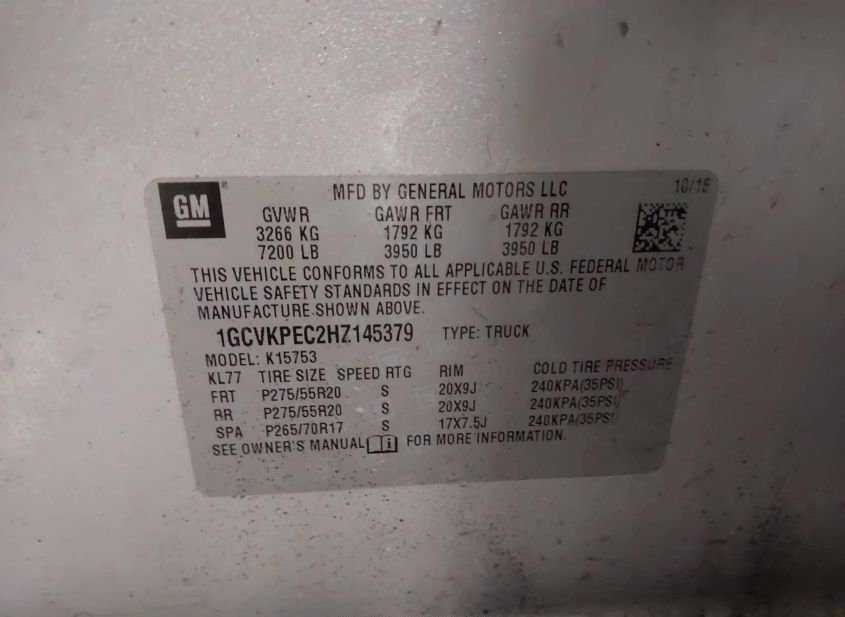 GM
MFD BY GENERAL MOTORS LLC 10/16
GVWR GAWR FRT GAWR RR
3266 KG 1792 KG 1792 KG
7200 LB 3950 LB 3950 LB
THIS VEHICLE CONFORMS TO ALL APPLICABLE U.S. FEDERAL MOTOR
VEHICLE SAFETY STANDARDS IN EFFECT ON THE DATE OF
MANUFACTURE SHOWN ABOVE.
1GCVKPEC2HZ145379 TYPE: TRUCK
MODEL: K15753
KL77 TIRE SIZE SPEED RTG RIM COLD TIRE PRESSURE
FRT P275/55R20 S 20X9J 240KPA(35PSI)
RR P275/55R20 S 20X9J 240KPA(35PSI)
SPA P265/70R17 S 17X7.5J 240KPA(35PSI)
SEE OWNER'S MANUAL FOR MORE INFORMATION.